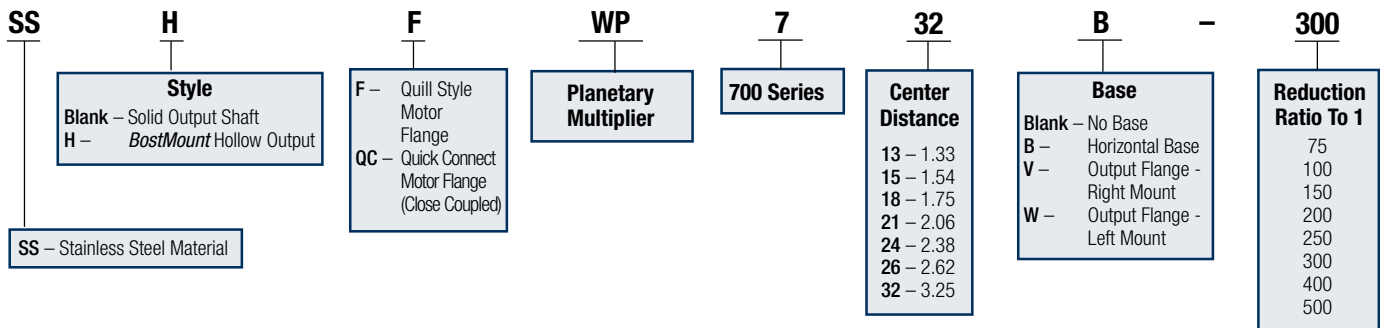 SS H F WP 7 32 B – 300
Style
Blank – Solid Output Shaft
H – BostMount Hollow Output
SS – Stainless Steel Material
F – Quill Style
Motor
Flange
QC – Quick Connect
Motor Flange
(Close Coupled)
Planetary
Multiplier
700 Series
Center
Distance
13 – 1.33
15 – 1.54
18 – 1.75
21 – 2.06
24 – 2.38
26 – 2.62
32 – 3.25
Base
Blank – No Base
B – Horizontal Base
V – Output Flange -
Right Mount
W – Output Flange -
Left Mount
Reduction
Ratio To 1
75
100
150
200
250
300
400
500